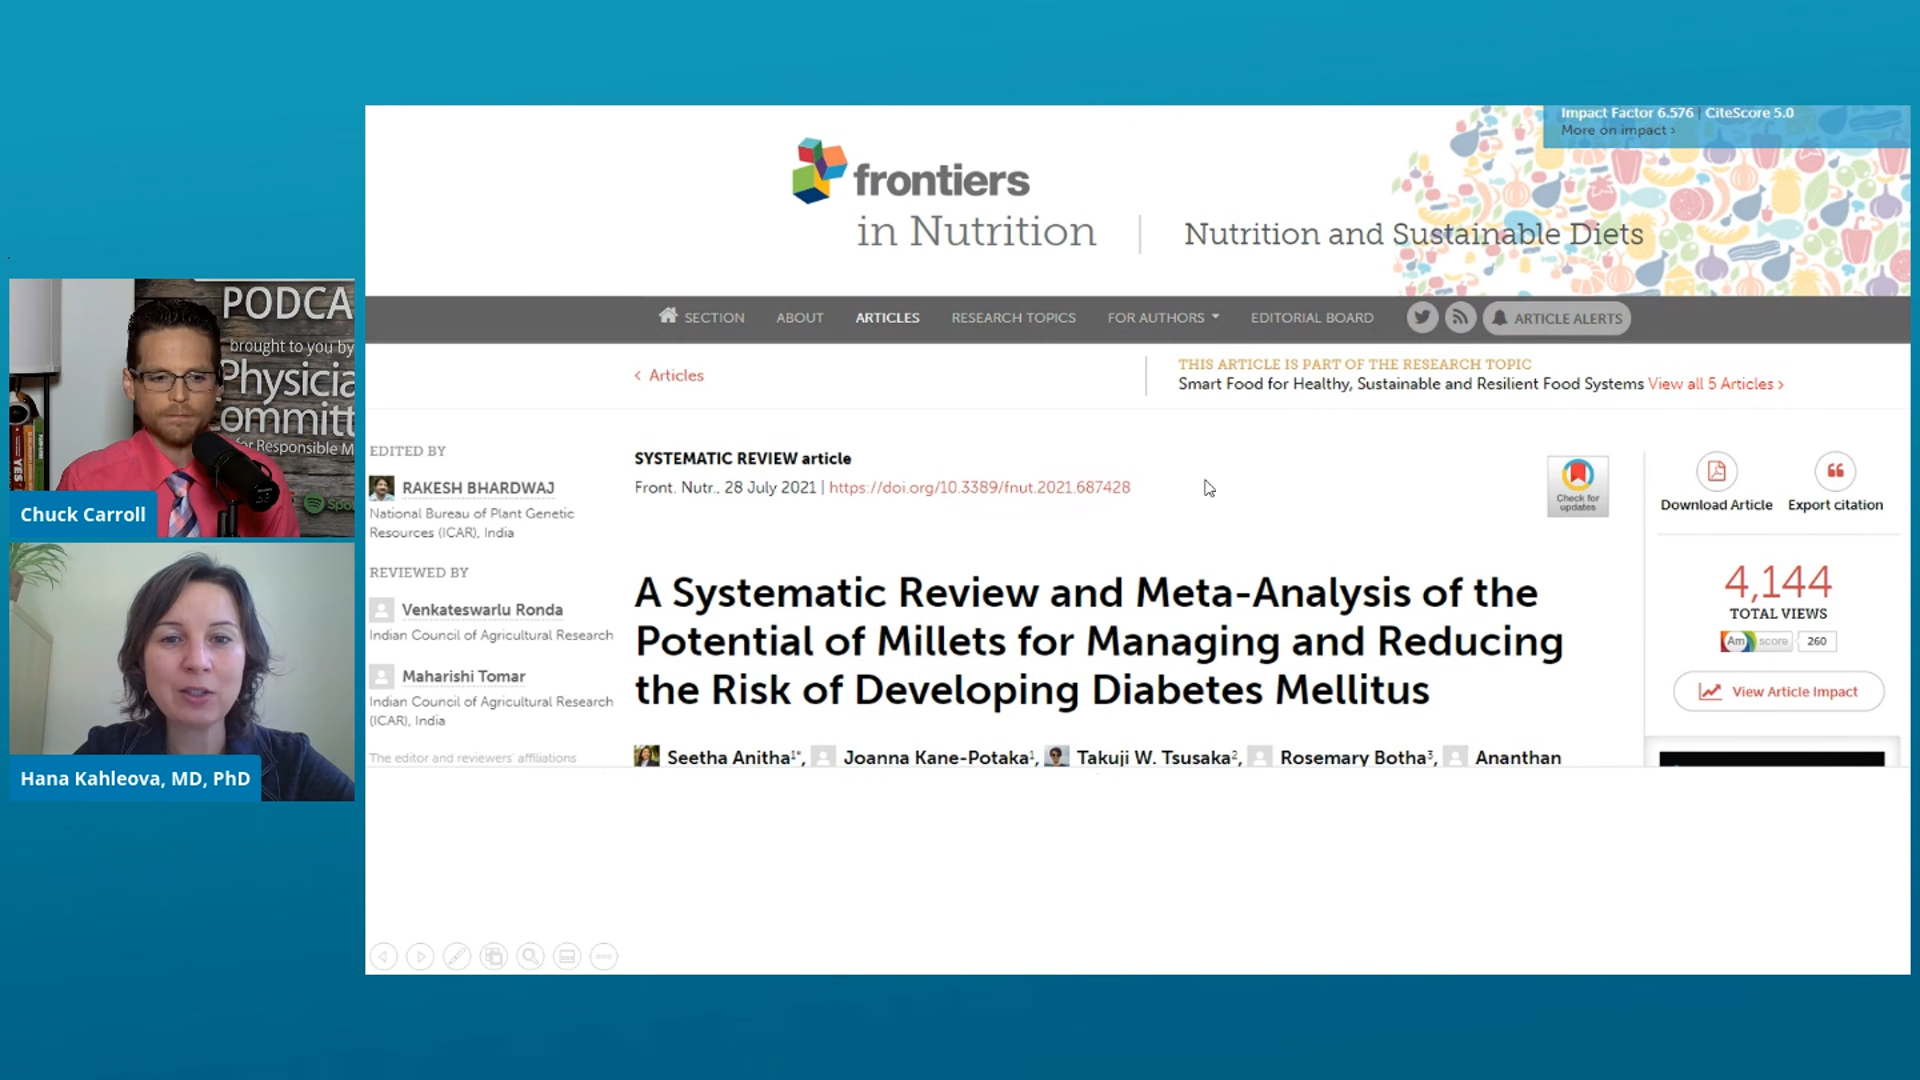 PODCA
brought to you by
Physicia
ommitt
for Responsible M
Chuck Carroll
Hana Kahleova, MD, PhD
Impact Factor 6.576 | CiteScore 5.0
More on impact ›
frontiers
in Nutrition
Nutrition and Sustainable Diets
SECTION ABOUT ARTICLES RESEARCH TOPICS FOR AUTHORS EDITORIAL BOARD ARTICLE ALERTS
‹ Articles
THIS ARTICLE IS PART OF THE RESEARCH TOPIC
Smart Food for Healthy, Sustainable and Resilient Food Systems View all 5 Articles ›
EDITED BY
RAKESH BHARDWAJ
National Bureau of Plant Genetic
Resources (ICAR), India
REVIEWED BY
Venkateswarlu Ronda
Indian Council of Agricultural Research
Maharishi Tomar
Indian Council of Agricultural Research
(ICAR), India
The editor and reviewers' affiliations
SYSTEMATIC REVIEW article
Front. Nutr., 28 July 2021 | https://doi.org/10.3389/fnut.2021.687428
Check for
updates
A Systematic Review and Meta-Analysis of the
Potential of Millets for Managing and Reducing
the Risk of Developing Diabetes Mellitus
Seetha Anitha1*, Joanna Kane-Potaka1, Takuji W. Tsusaka2, Rosemary Botha3, Ananthan
Download Article Export citation
4,144
TOTAL VIEWS
Am score 260
View Article Impact